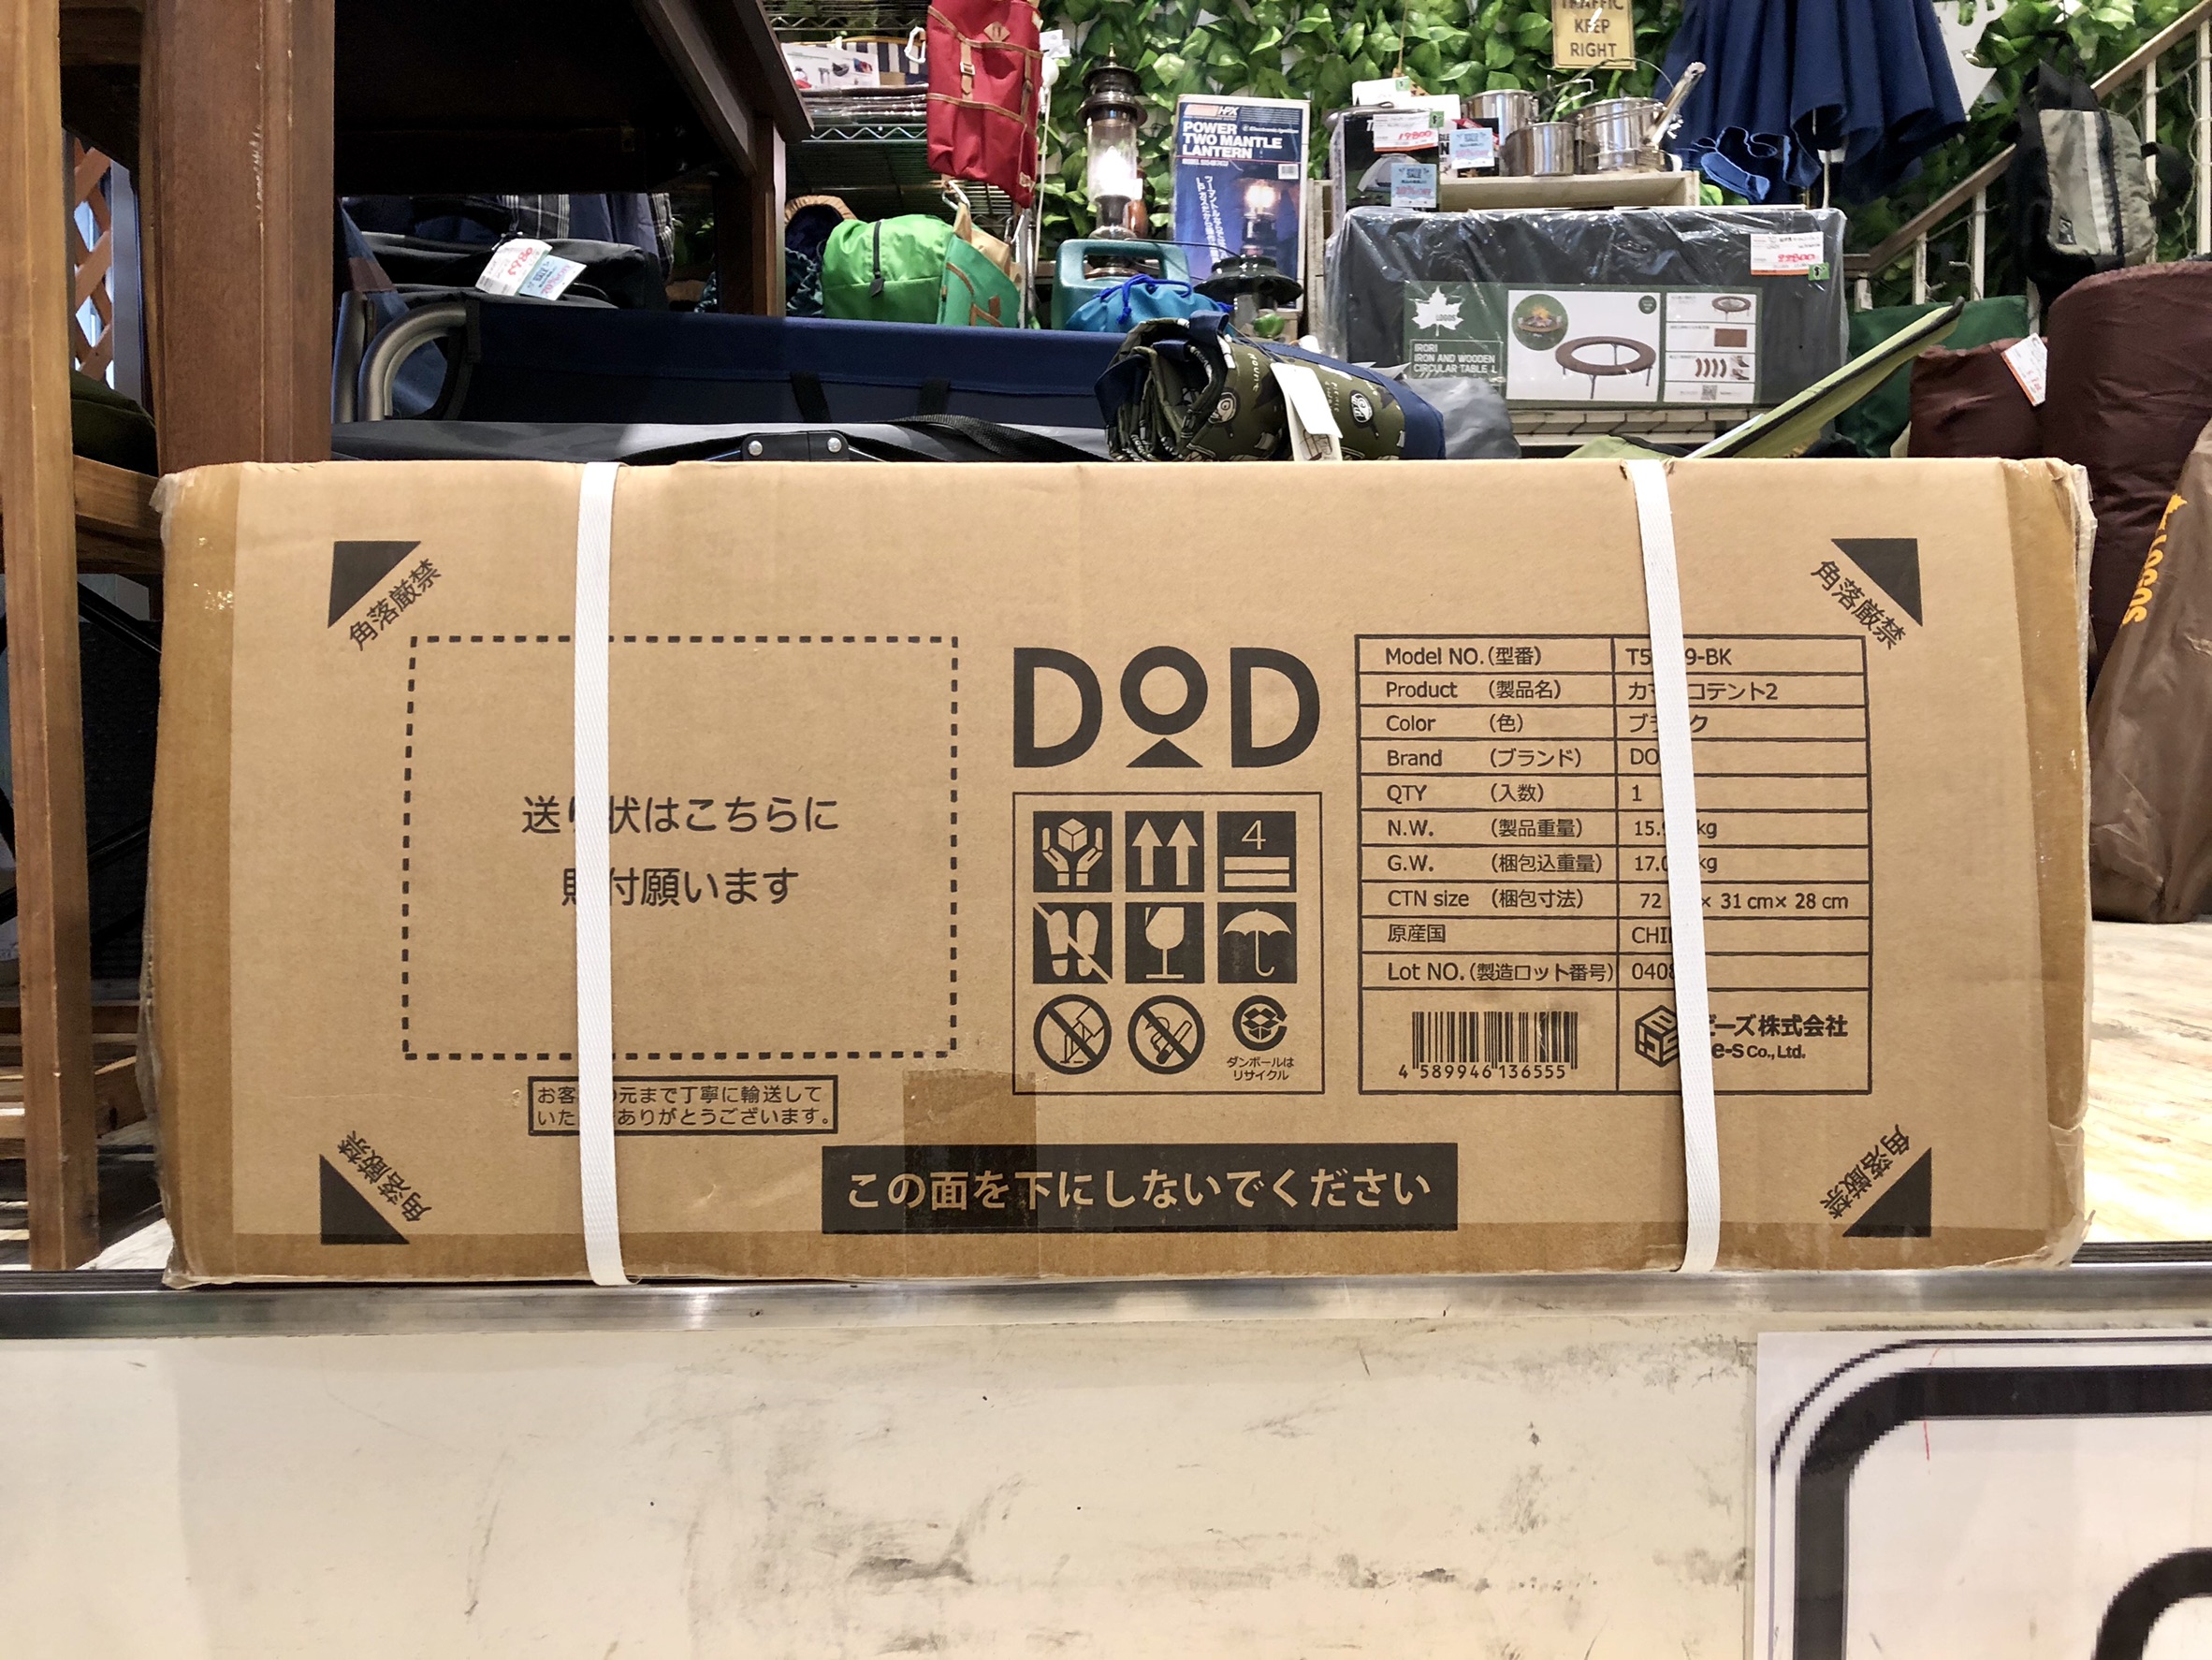 TRAFFIC
KEEP
RIGHT
HPX
POWER
TWO MANTLE
LANTERN
19800
22800
LOGOS
IRORI
IRON AND WOODEN
CIRCULAR TABLE L
LOGOS
角落厳禁
角落厳禁
送り状はこちらに
貼付願います
DOD
4
ダンボールは
リサイクル
Model NO.(型番) T5 9-BK
Product (製品名) カ コテント2
Color (色) ブ ク
Brand (ブランド) DO
QTY (入数) 1
N.W. (製品重量) 15. kg
G.W. (梱包込重量) 17.0 kg
CTN size (梱包寸法) 72 × 31 cm× 28 cm
原産国 CHI
Lot NO.(製造ロット番号) 040
4 589946 136555
ビーズ株式会社
e-s Co., Ltd.
お客 元まで丁寧に輸送して
いた ありがとうございます。
角落厳禁
角落厳禁
この面を下にしないでください